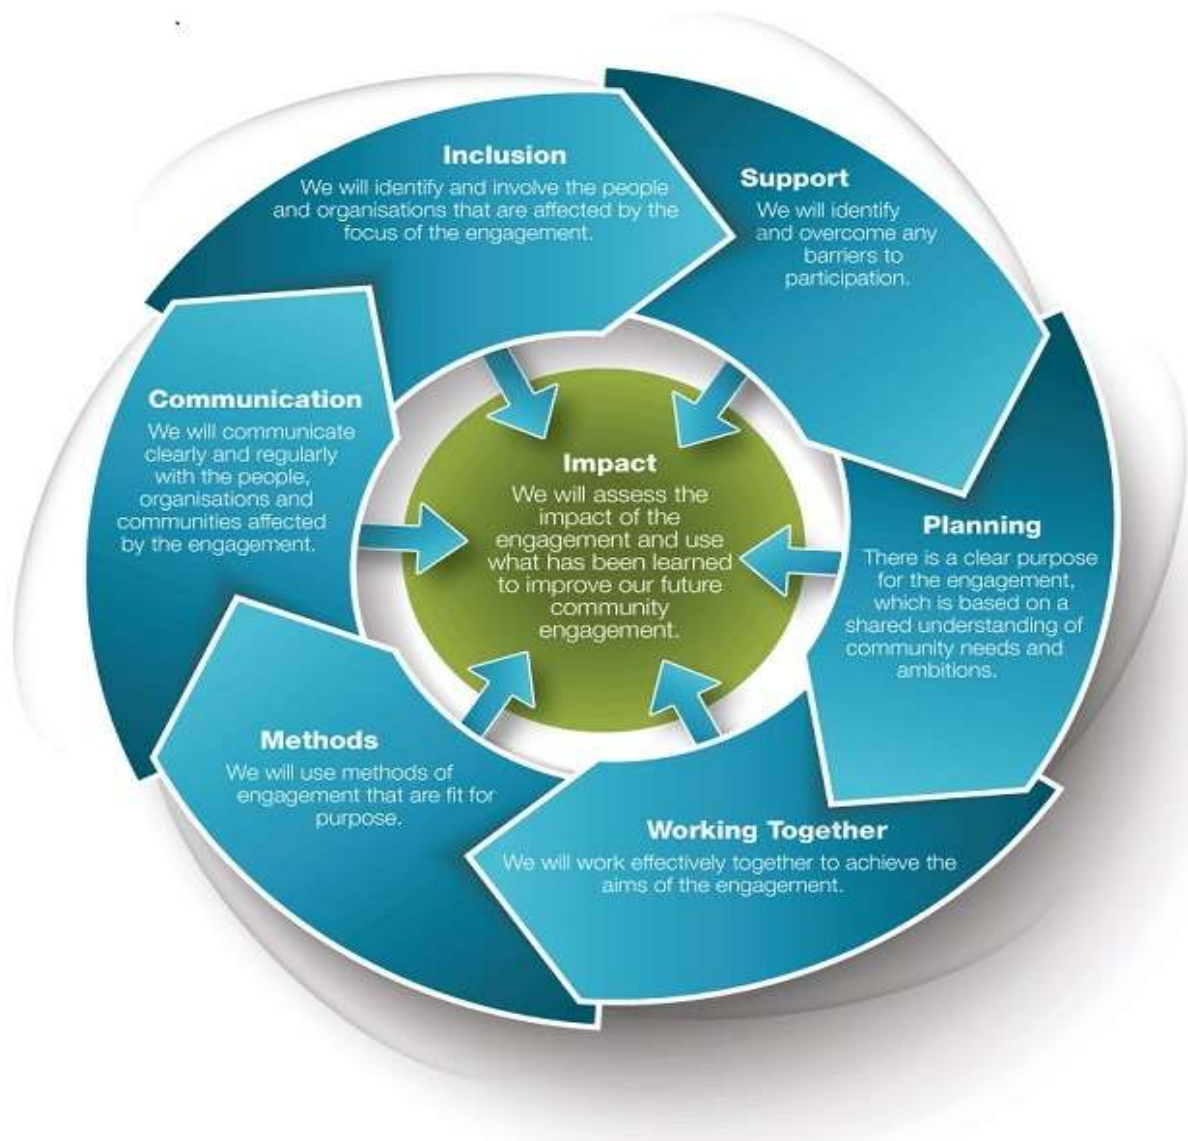 Inclusion
We will identify and involve the people
and organisations that are affected by the
focus of the engagement.
Support
We will identify
and overcome any
barriers to
participation.
Planning
There is a clear purpose
for the engagement,
which is based on a
shared understanding of
community needs and
ambitions.
Working Together
We will work effectively together to achieve the
aims of the engagement.
Methods
We will use methods of
engagement that are fit for
purpose.
Communication
We will communicate
clearly and regularly
with the people,
organisations and
communities affected
by the engagement.
Impact
We will assess the
impact of the
engagement and use
what has been learned
to improve our future
community
engagement.